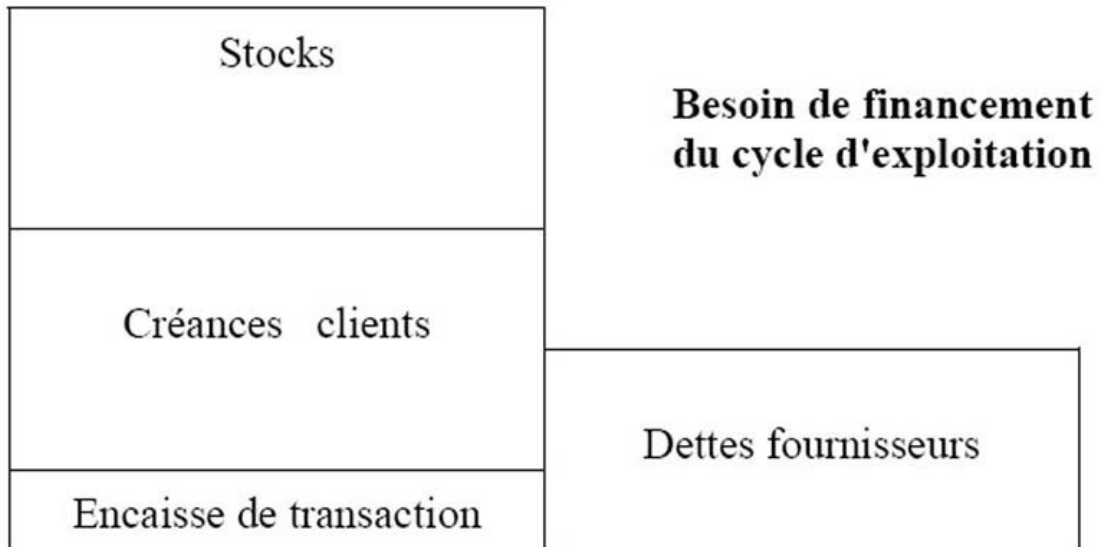 Stocks
Besoin de financement
du cycle d'exploitation
Créances clients
Dettes fournisseurs
Encaisse de transaction